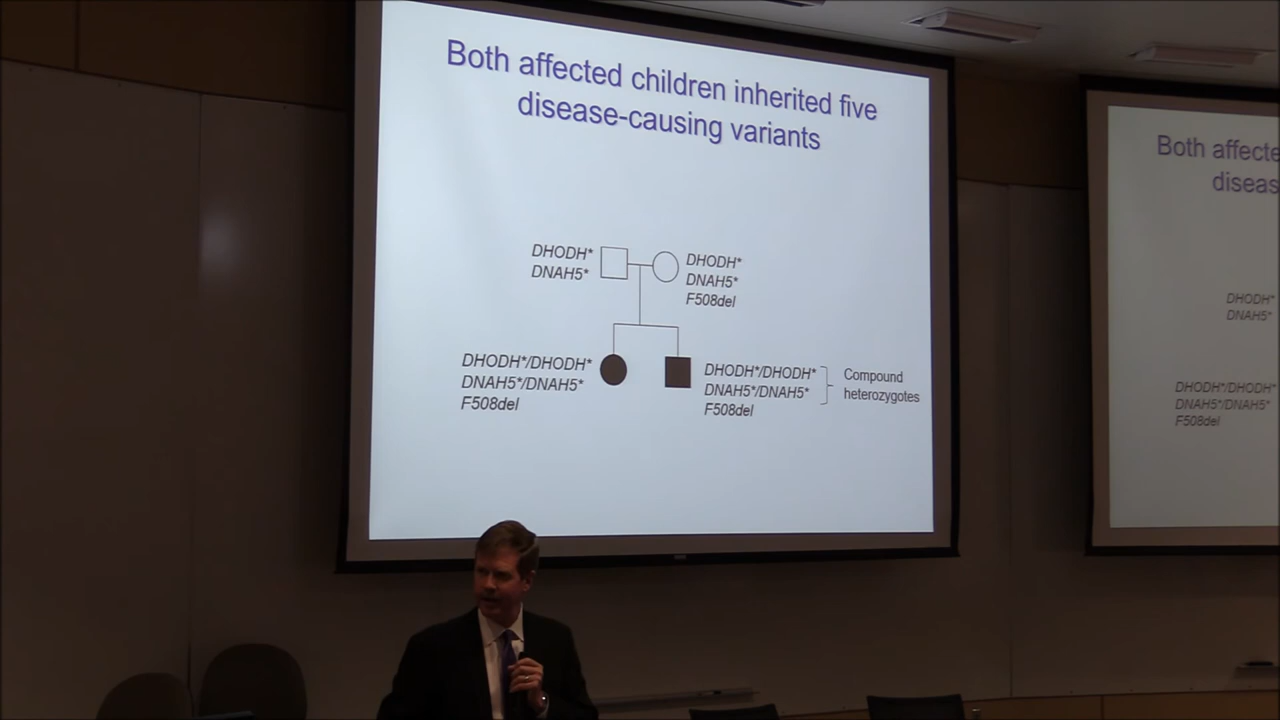 Both affected children inherited five
disease-causing variants
DHODH*
DNAH5*
DHODH*
DNAH5*
F508del
DHODH*/DHODH*
DNAH5*/DNAH5*
F508del
DHODH*/DHODH*
DNAH5*/DNAH5*
F508del
Compound
heterozygotes
Both affecte
diseas
DHODH*
DNAH5*
DHODH*/DHODH*
DNAH5*/DNAH5*
F508del